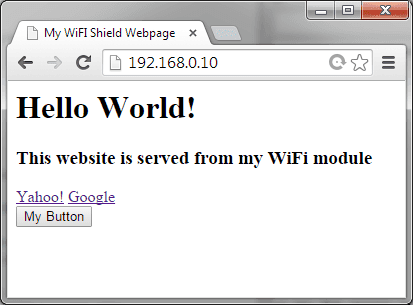 My WiFI Shield Webpage
192.168.0.10
Hello World!
This website is served from my WiFi module
Yahoo! Google
My Button